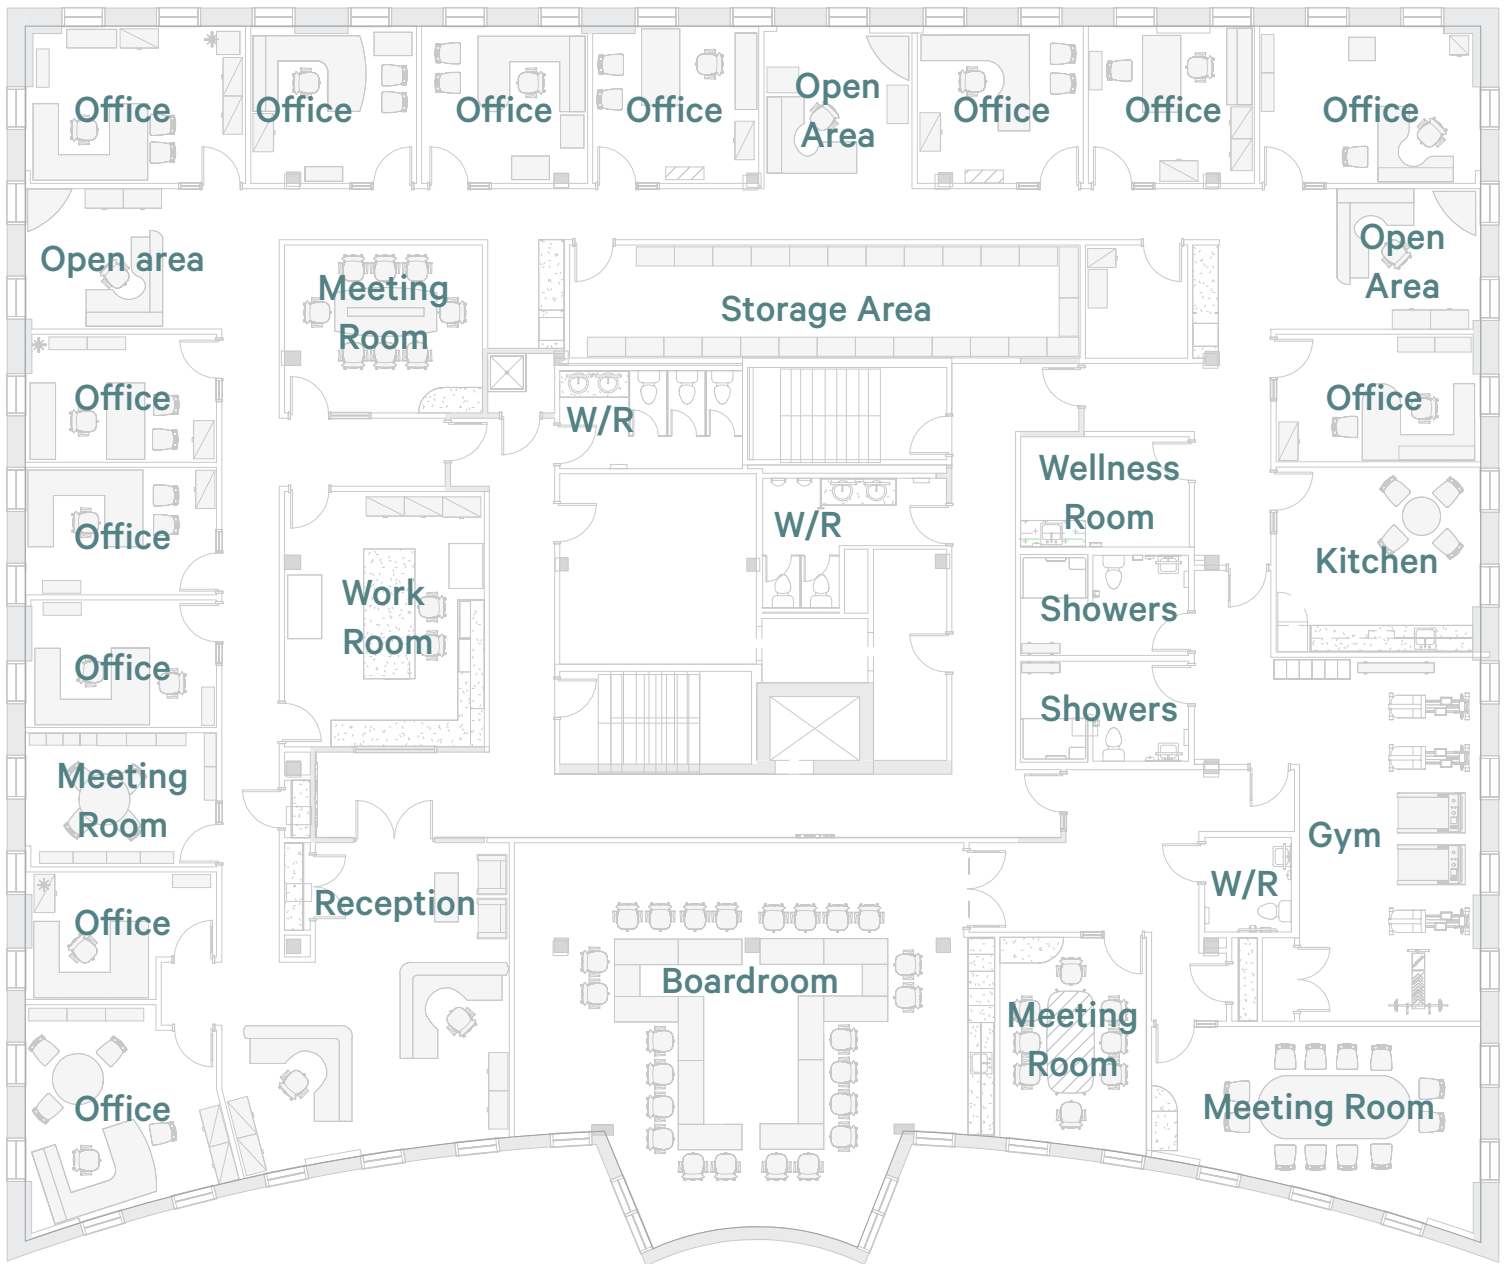 Office
Office
Office
Office
Open
Area
Office
Office
Office
Open area
Meeting
Room
Storage Area
Open
Area
Office
W/R
Office
Wellness
Room
Office
W/R
Kitchen
Work
Room
Showers
Office
Showers
Meeting
Room
Gym
Office
Reception
W/R
Boardroom
Meeting
Room
Office
Meeting Room